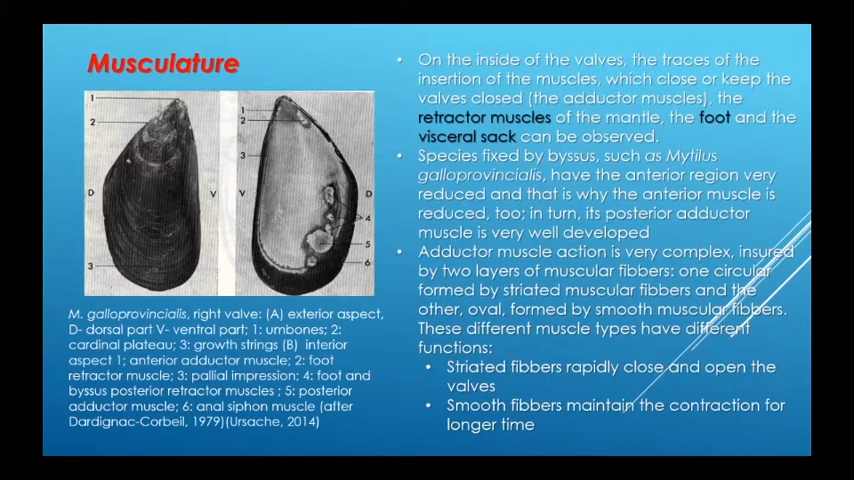 Musculature
1
2
D
V
3
1
2
3
V
D
4
5
6
M. galloprovincialis, right valve: (A) exterior aspect,
D- dorsal part V- ventral part; 1: umbones; 2:
cardinal plateau; 3: growth strings (B) interior
aspect 1; anterior adductor muscle; 2: foot
retractor muscle; 3: pallial impression; 4: foot and
byssus posterior retractor muscles ; 5: posterior
adductor muscle; 6: anal siphon muscle (after
Dardignac-Corbeil, 1979)(Ursache, 2014)
• On the inside of the valves, the traces of the
insertion of the muscles, which close or keep the
valves closed (the adductor muscles), the
retractor muscles of the mantle, the foot and the
visceral sack can be observed.
• Species fixed by byssus, such as Mytilus
galloprovincialis, have the anterior region very
reduced and that is why the anterior muscle is
reduced, too; in turn, its posterior adductor
muscle is very well developed
• Adductor muscle action is very complex, insured
by two layers of muscular fibbers: one circular
formed by striated muscular fibbers and the
other, oval, formed by smooth muscular fibbers.
These different muscle types have different
functions:
• Striated fibbers rapidly close and open the
valves
• Smooth fibbers maintain the contraction for
longer time